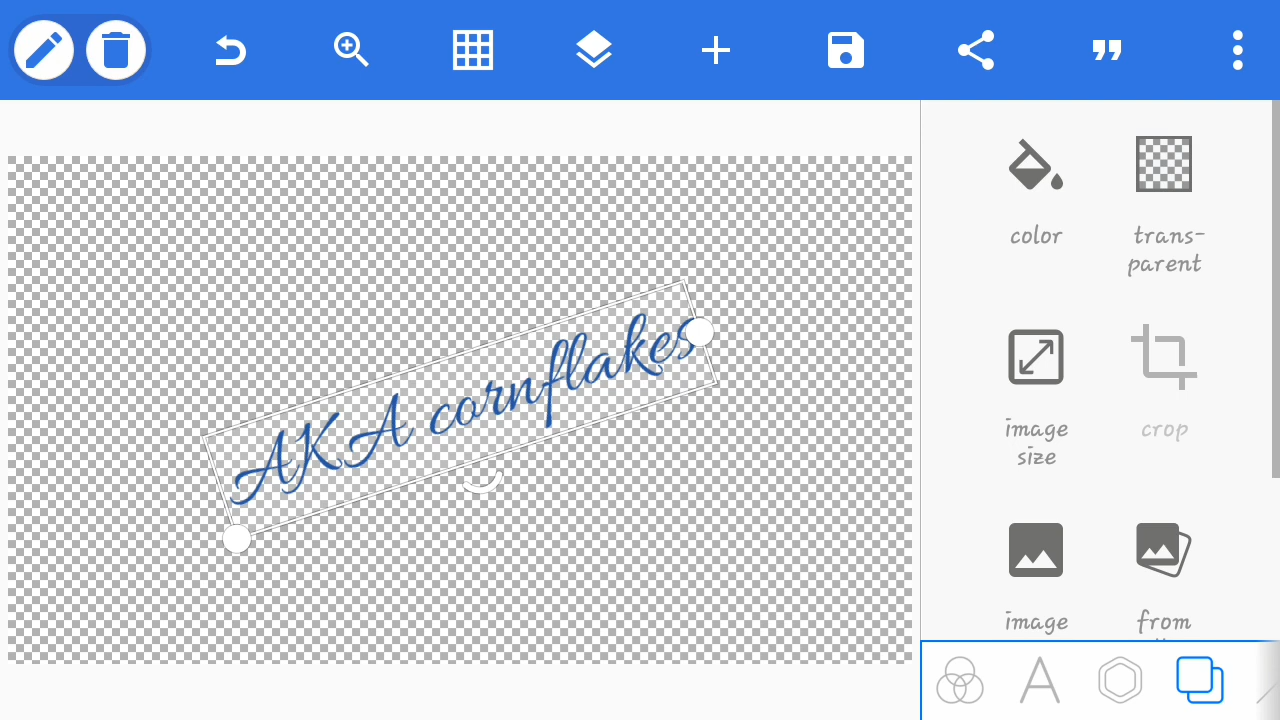 AKA cornflakes
color
trans-
parent
image
size
crop
image
from